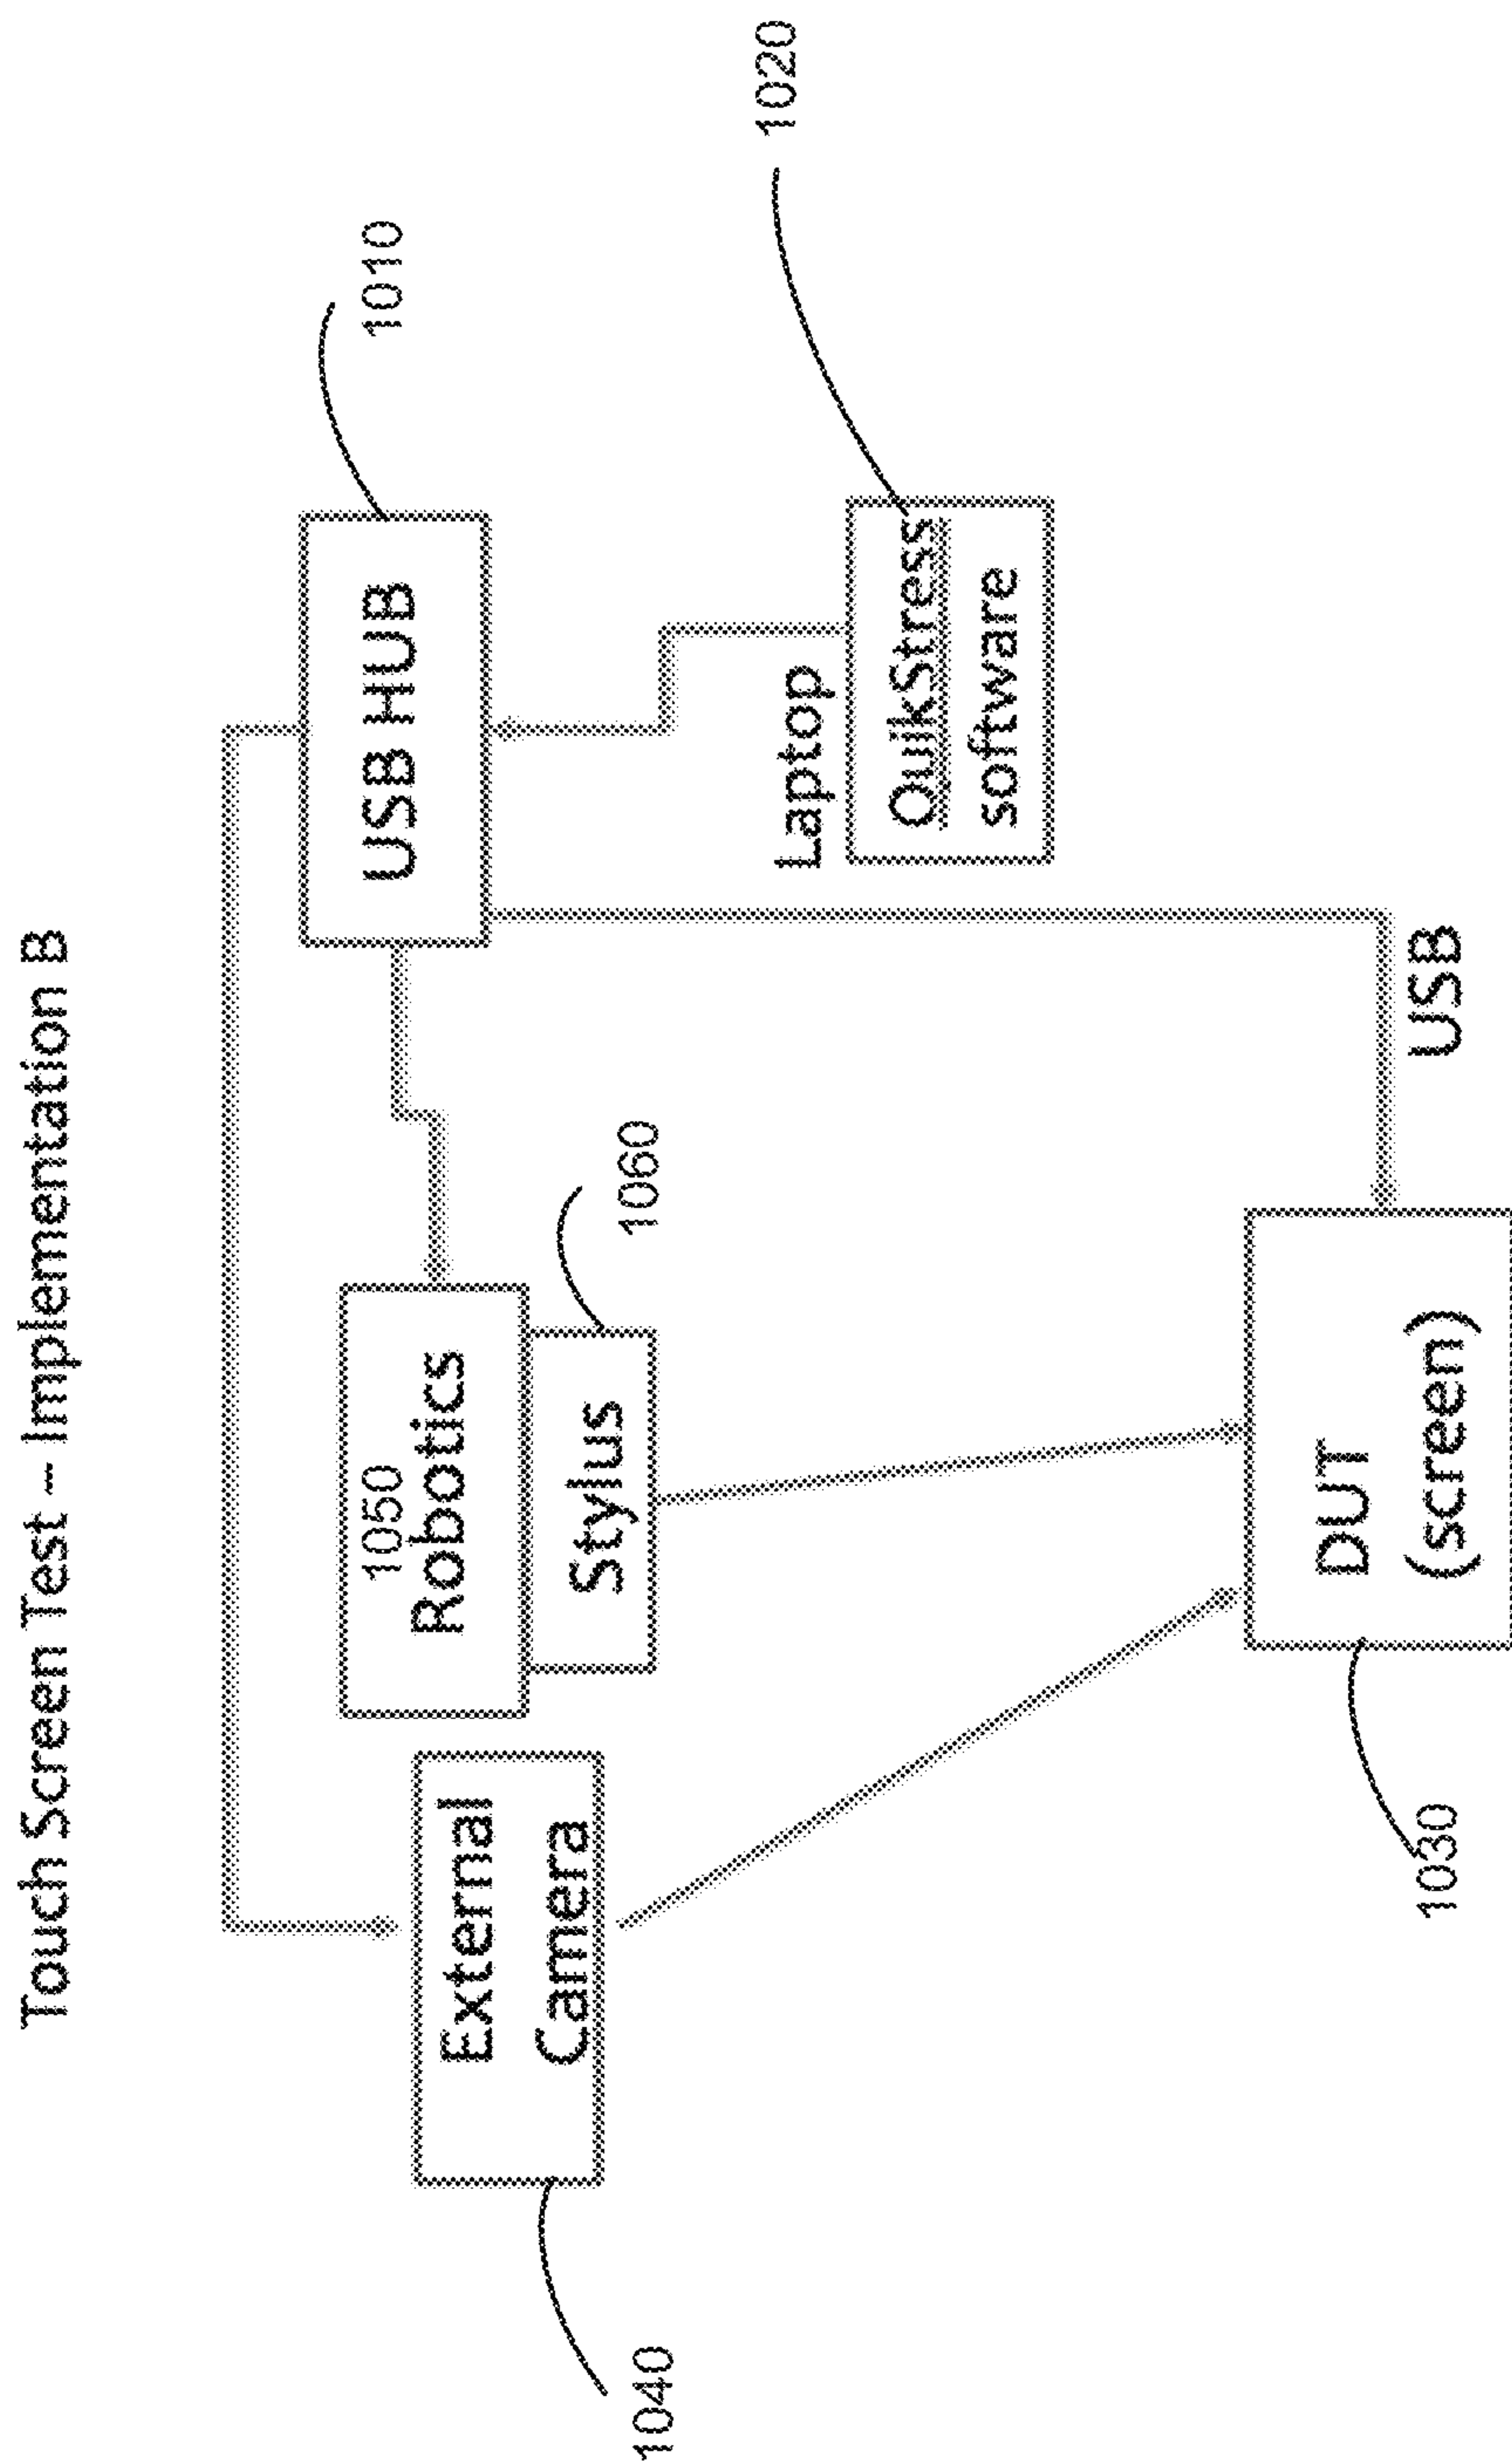 Touch Screen Test – Implementation B
1010
USB HUB
1050
Robotics
1060
Stylus
External
Camera
1040
1020
Laptop
QuikStress
software
USB
DUT
(screen)
1030